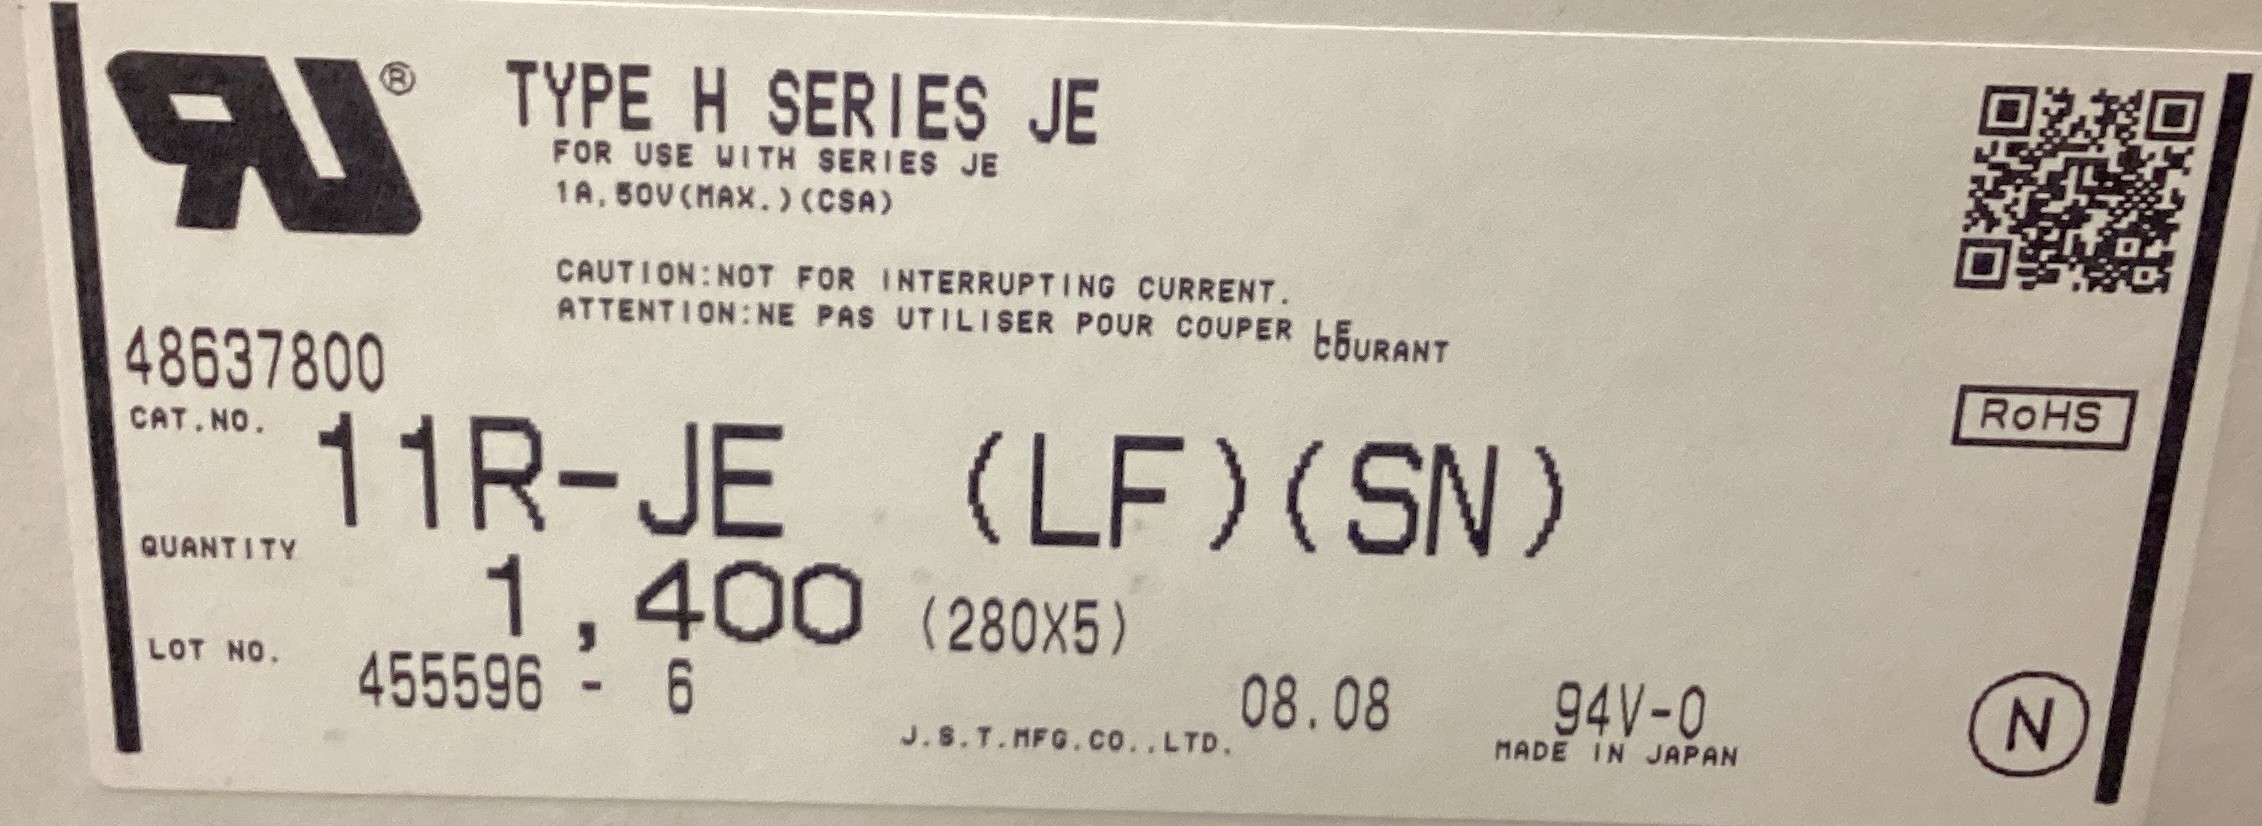 TYPE H SERIES JE
FOR USE WITH SERIES JE
1A,50V(MAX.)(CSA)
CAUTION:NOT FOR INTERRUPTING CURRENT.
ATTENTION:NE PAS UTILISER POUR COUPER LE
COURANT
48637800
CAT.NO. 11R-JE (LF)(SN)
RoHS
QUANTITY 1,400 (280X5)
LOT NO. 455596 - 6
08.08 94V-0
J.S.T.MFG.CO.,LTD. MADE IN JAPAN
N